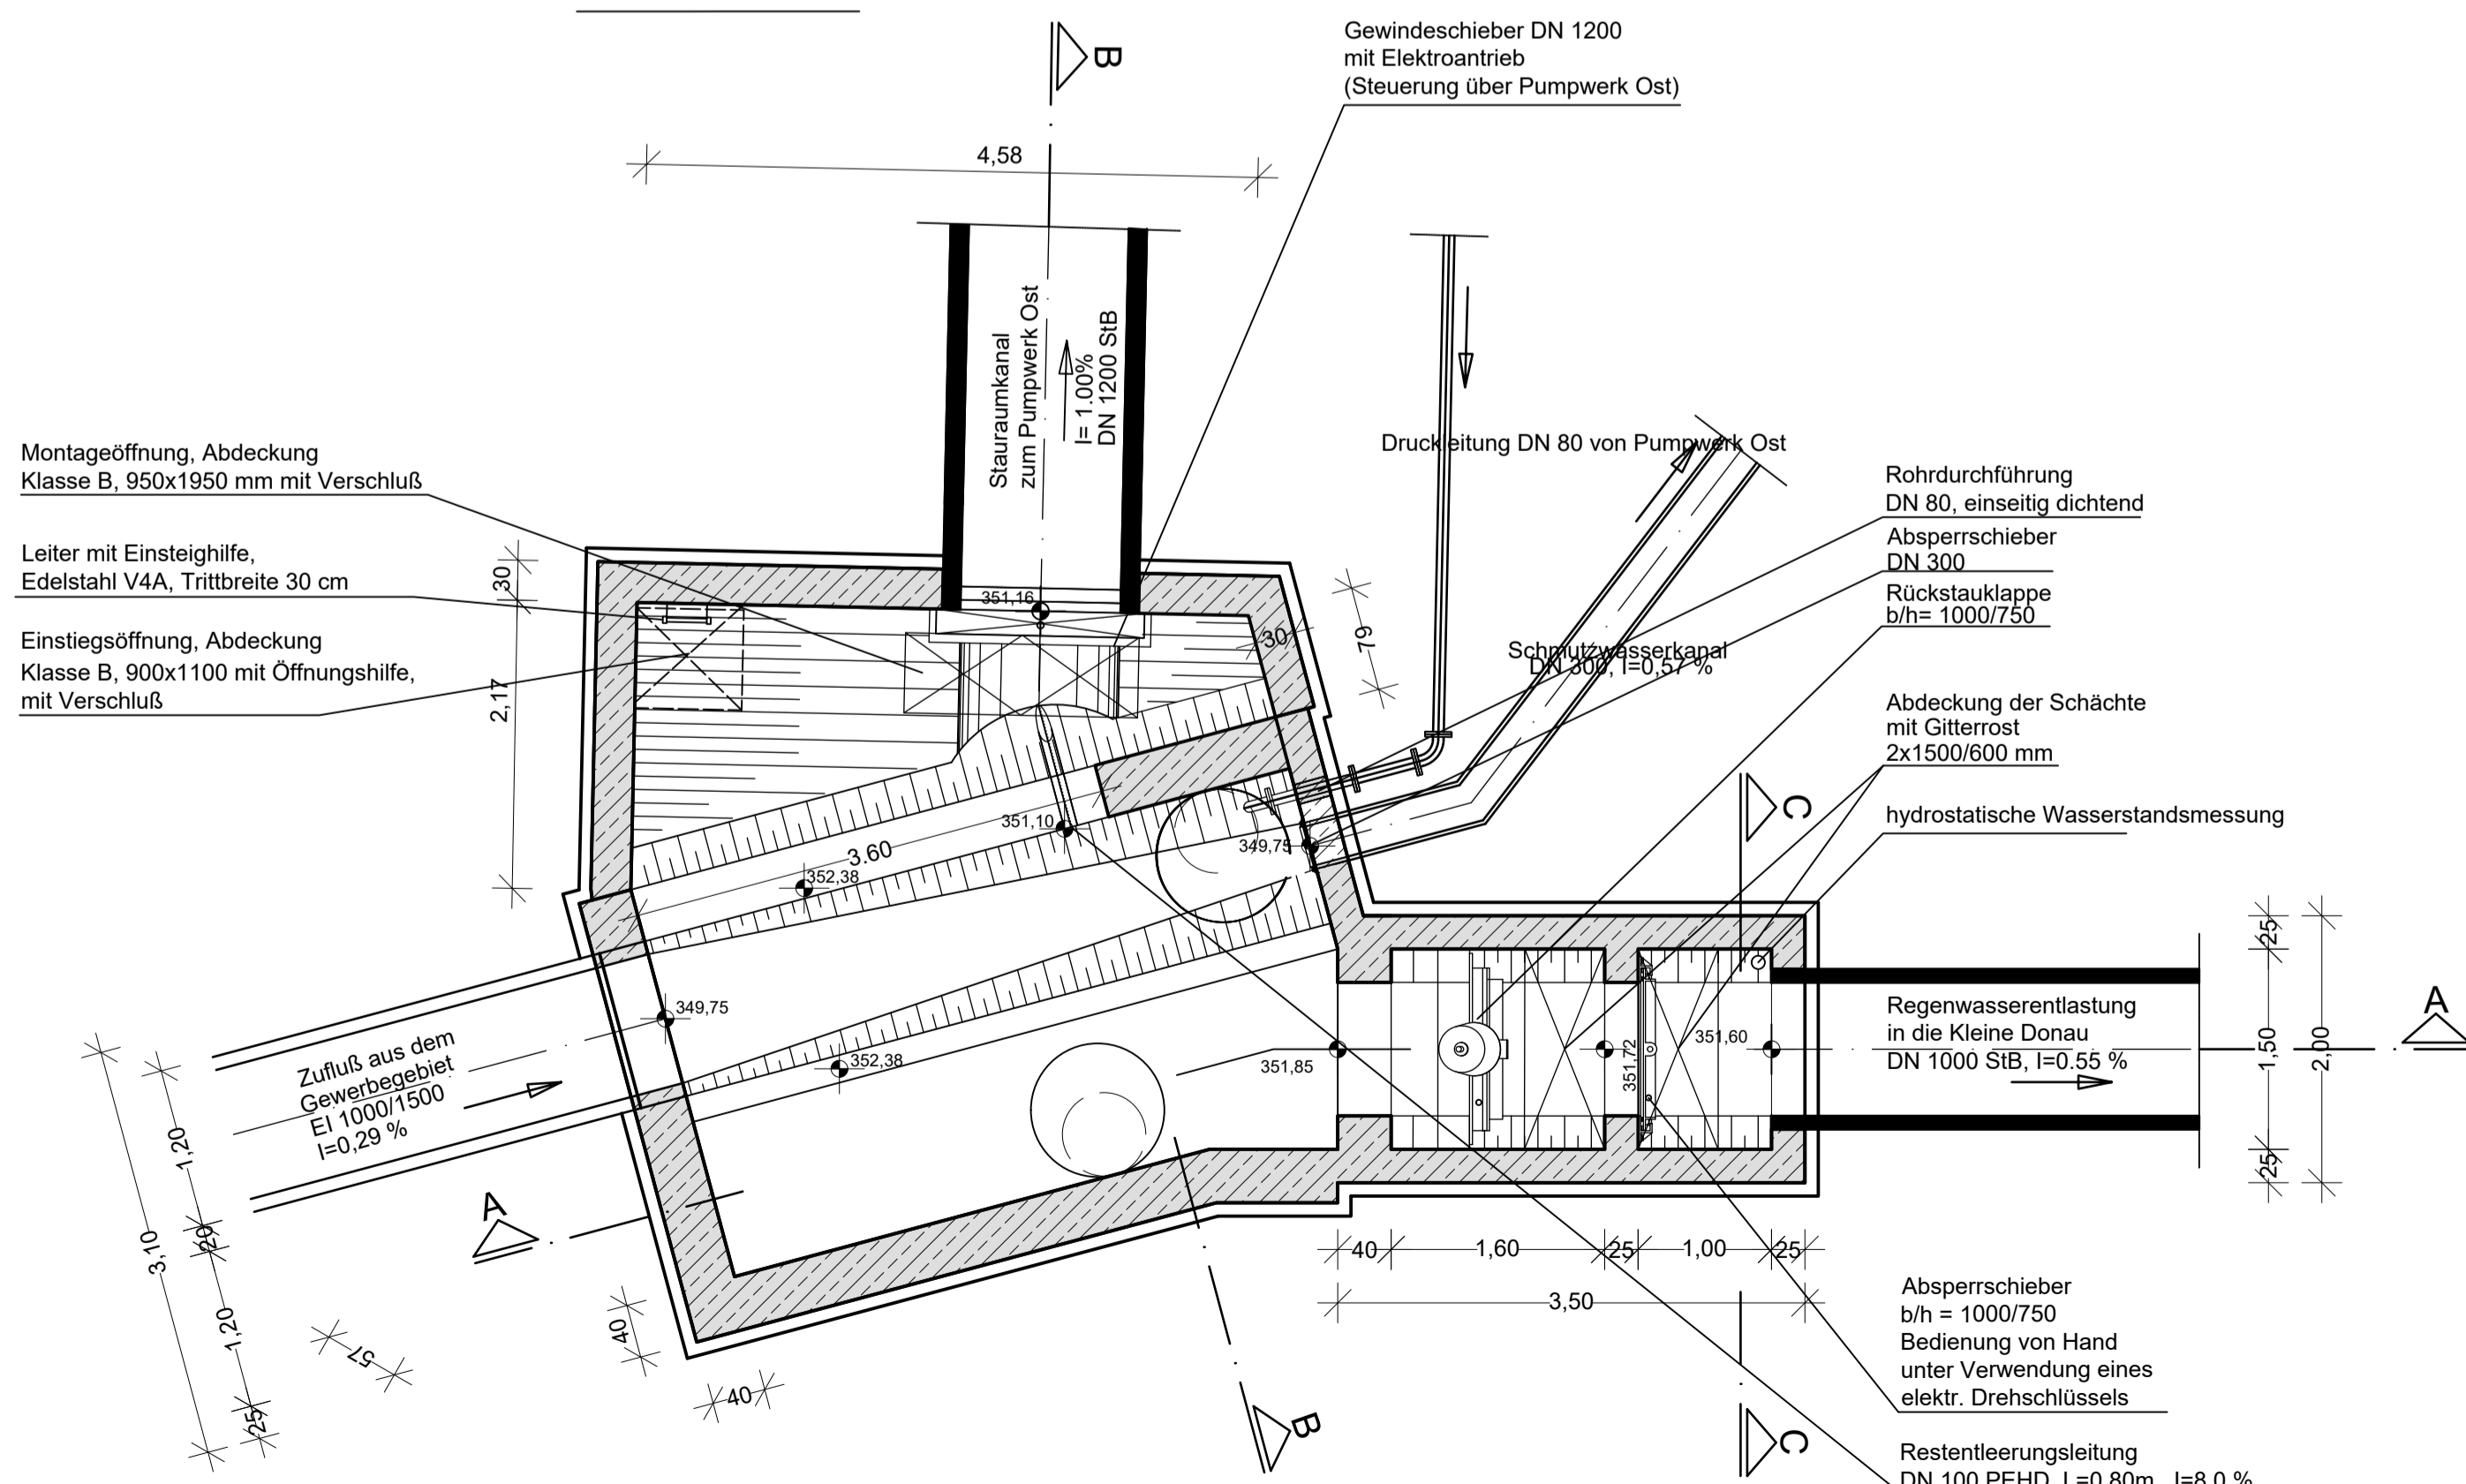 B
Gewindeschieber DN 1200
mit Elektroantrieb
(Steuerung über Pumpwerk Ost)
4,58
Stauraumkanal
zum Pumpwerk Ost
I= 1.00%
DN 1200 StB
Druckleitung DN 80 von Pumpwerk Ost
Montageöffnung, Abdeckung
Klasse B, 950x1950 mm mit Verschluß
Leiter mit Einsteighilfe,
Edelstahl V4A, Trittbreite 30 cm
Einstiegsöffnung, Abdeckung
Klasse B, 900x1100 mit Öffnungshilfe,
mit Verschluß
Rohrdurchführung
DN 80, einseitig dichtend
Absperrschieber
DN 300
Rückstauklappe
b/h= 1000/750
Schmutzwasserkanal
DN 300, I=0,57 %
Abdeckung der Schächte
mit Gitterrost
2x1500/600 mm
hydrostatische Wasserstandsmessung
30
2,17
351,16
30
79
351,10
3.60
352,38
349,75
C
349,75
352,38
351,85
351,72
351,60
Zufluß aus dem
Gewerbegebiet
EI 1000/1500
I=0,29 %
Regenwasserentlastung
in die Kleine Donau
DN 1000 StB, I=0.55 %
25
1,50
25
2,00
A
A
1,20
20
3,10
1,20
25
57
40
40
40
1,60
25
1,00
25
3,50
B
C
Absperrschieber
b/h = 1000/750
Bedienung von Hand
unter Verwendung eines
elektr. Drehschlüssels
Restentleerungsleitung
DN 100 PEHD, L=0,80m, I=8,0 %